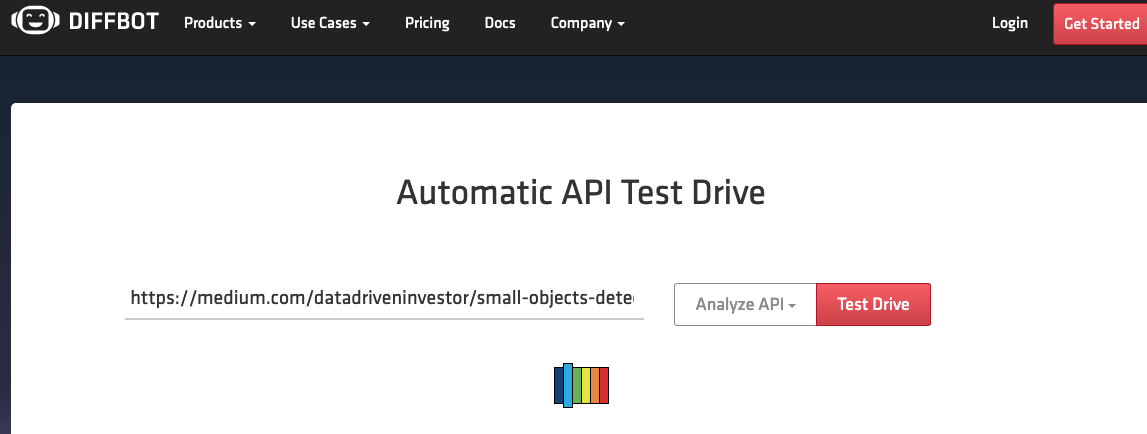 DIFFBOT Products Use Cases Pricing Docs Company Login Get Started
Automatic API Test Drive
https://medium.com/datadriveninvestor/small-objects-dete Analyze API Test Drive